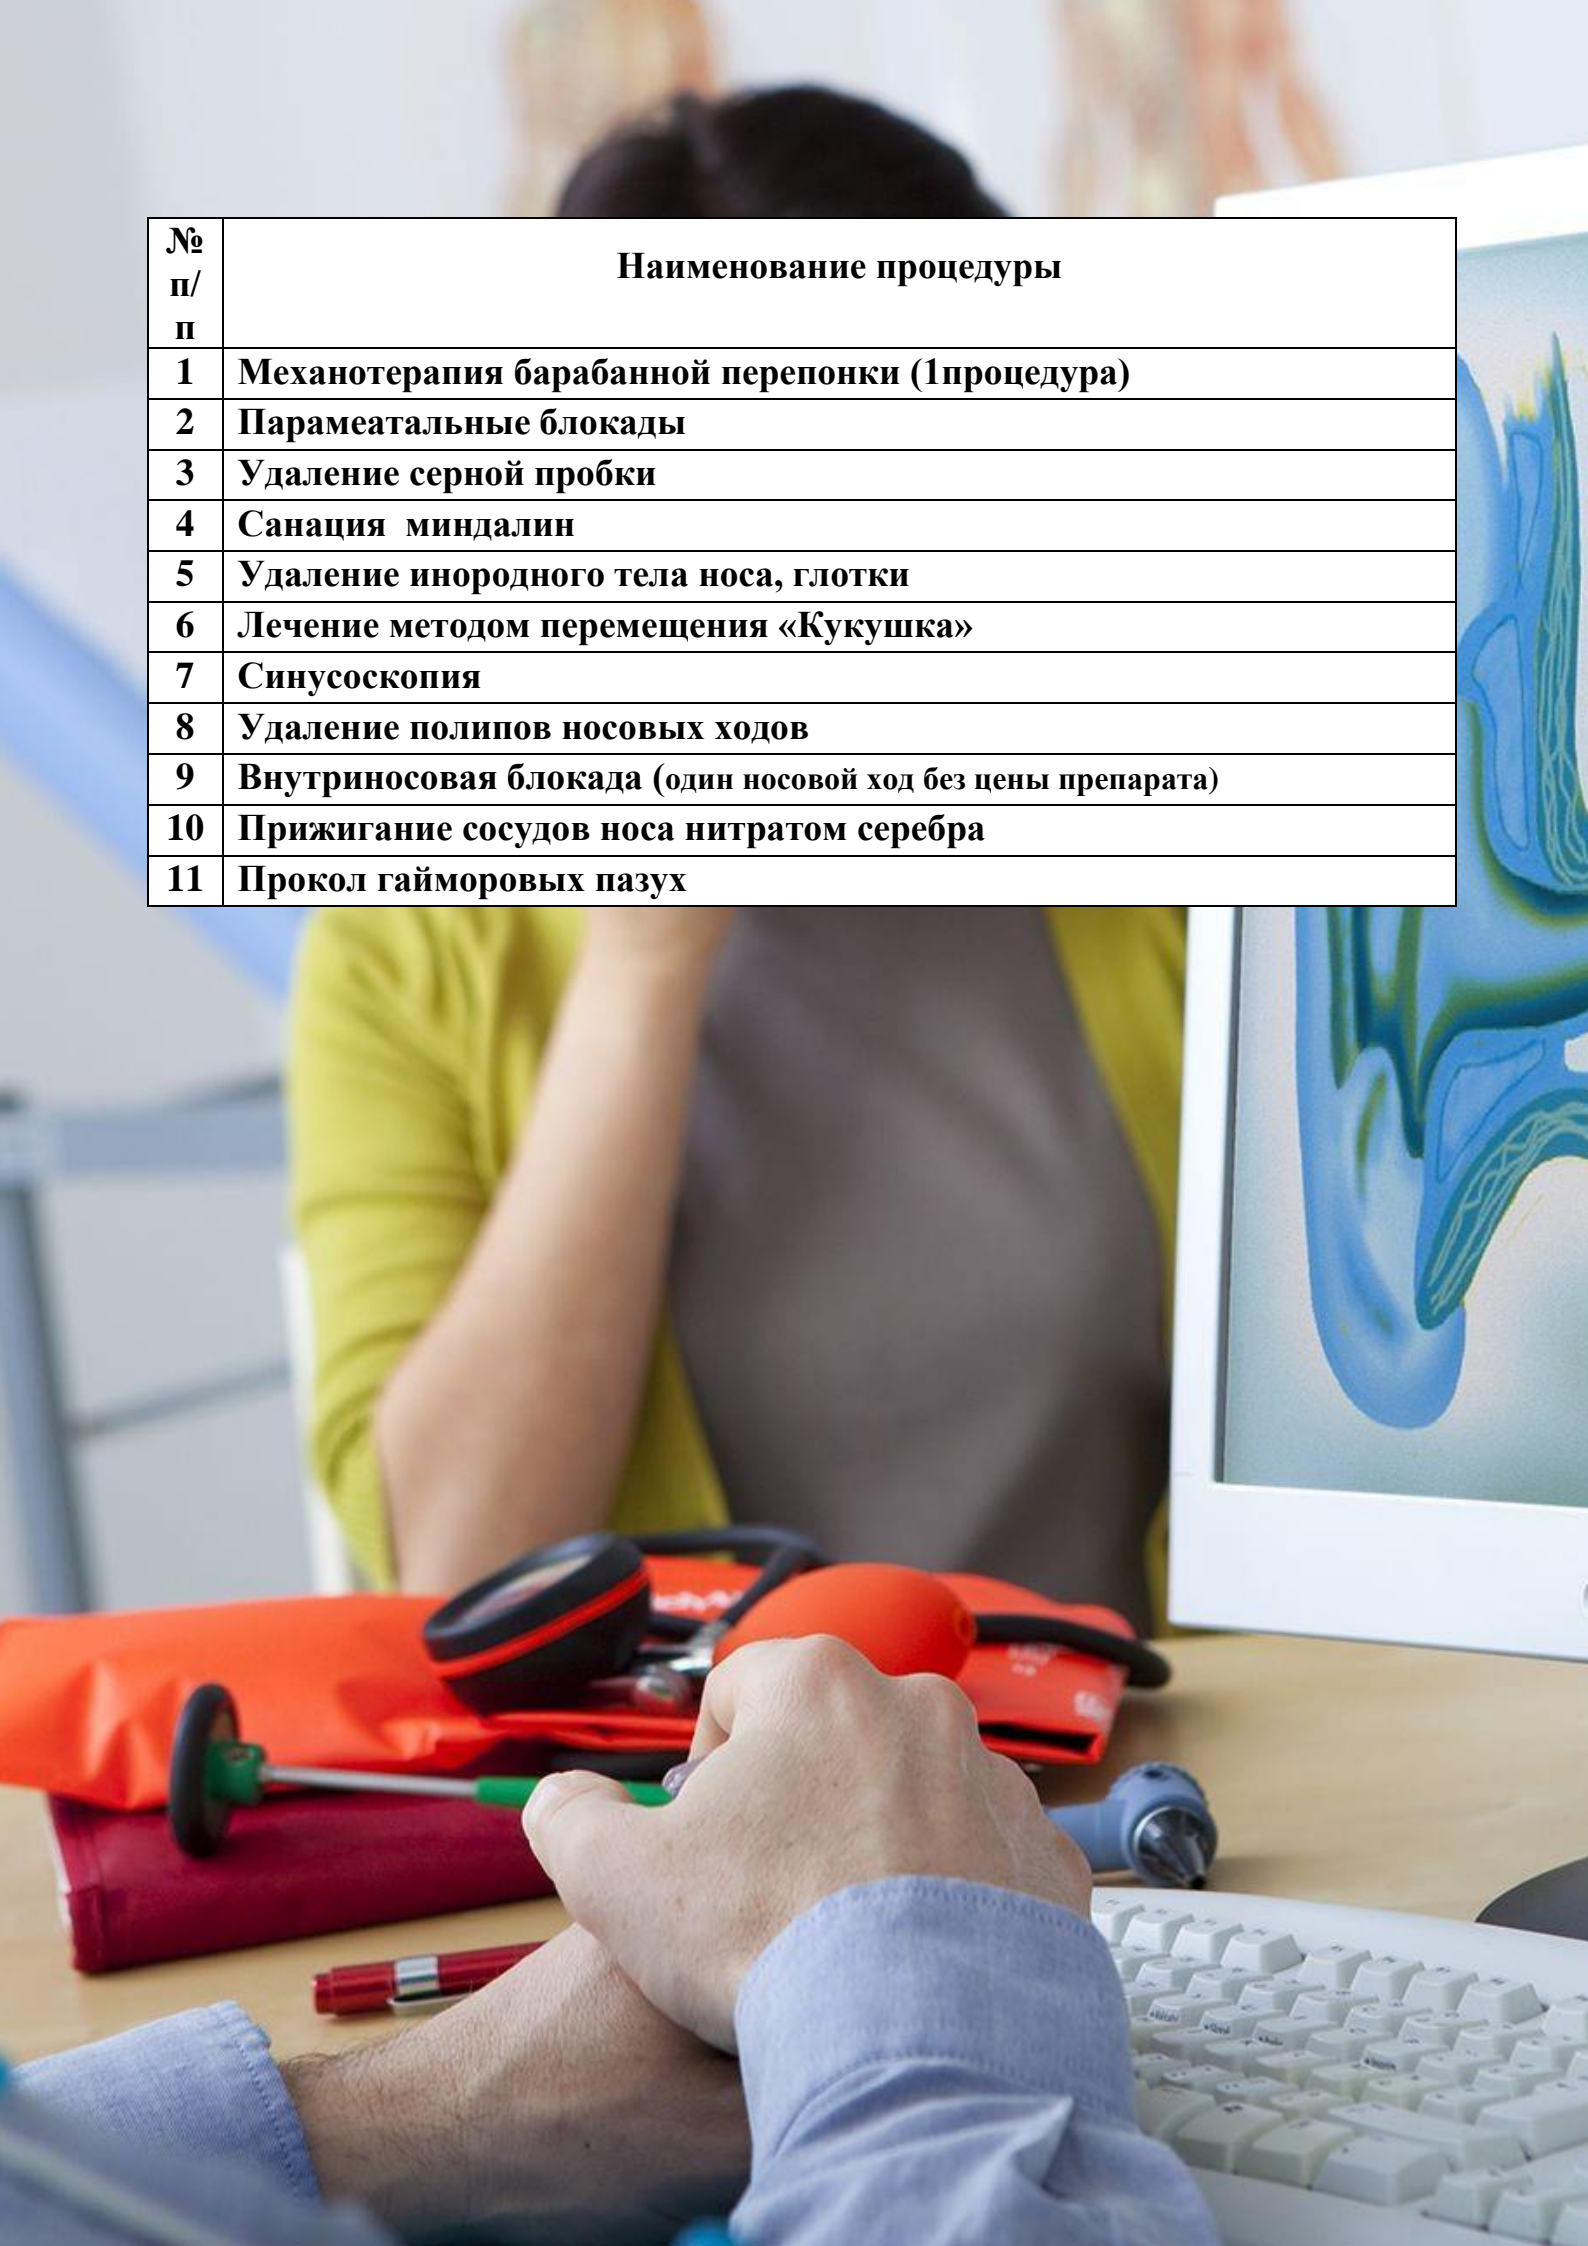 №
п/
п
Наименование процедуры
1 Механотерапия барабанной перепонки (1процедура)
2 Парамеатальные блокады
3 Удаление серной пробки
4 Санация  миндалин
5 Удаление инородного тела носа, глотки
6 Лечение методом перемещения «Кукушка»
7 Синусоскопия
8 Удаление полипов носовых ходов
9 Внутриносовая блокада (один носовой ход без цены препарата)
10 Прижигание сосудов носа нитратом серебра
11 Прокол гайморовых пазух